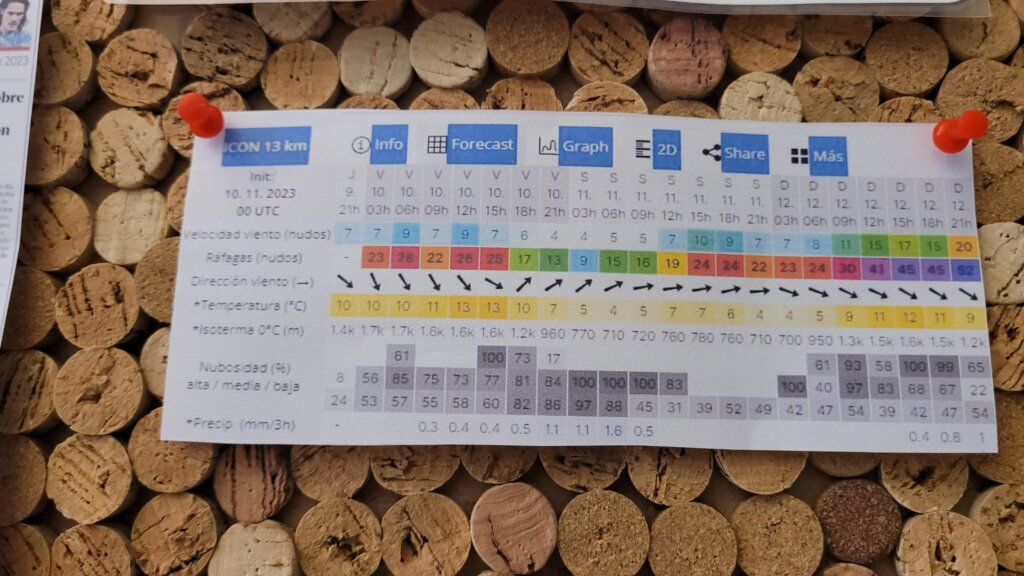 2023
obre
ón
ICON 13 km Info Forecast Graph 2D Share Más
Init:
10. 11. 2023
00 UTC
J V V V V V V V S S S S S S S D D D D D D D
9. 10. 10. 10. 10. 10. 10. 10. 11. 11. 11. 11. 11. 11. 11. 12. 12. 12. 12. 12. 12. 12.
21h 03h 06h 09h 12h 15h 18h 21h 03h 06h 09h 12h 15h 18h 21h 03h 06h 09h 12h 15h 18h 21h
Velocidad viento (nudos) 7 7 9 7 9 7 6 4 4 5 5 7 10 9 7 7 8 11 15 17 15 20
Ráfagas (nudos) - 23 26 22 26 25 17 13 9 15 16 19 24 24 22 23 24 30 41 45 45 52
Dirección viento
*Temperatura (°C) 10 10 10 11 13 13 10 7 5 4 5 7 7 6 4 4 5 9 11 12 11 9
*Isoterma 0°C (m) 1.4k 1.7k 1.7k 1.6k 1.6k 1.6k 1.2k 960 770 710 720 760 780 760 710 700 950 1.3k 1.5k 1.6k 1.5k 1.2k
61 100 73 17 61 93 58 100 99 65
Nubosidad (%)
alta / media / baja 8 56 85 75 73 77 81 84 100 100 100 83 100 40 97 83 68 67 22
24 53 57 55 58 60 82 86 97 88 45 31 39 52 49 42 47 54 39 42 47 54
*Precip. (mm/3h) - 0.3 0.4 0.4 0.5 1.1 1.1 1.6 0.5 0.4 0.8 1